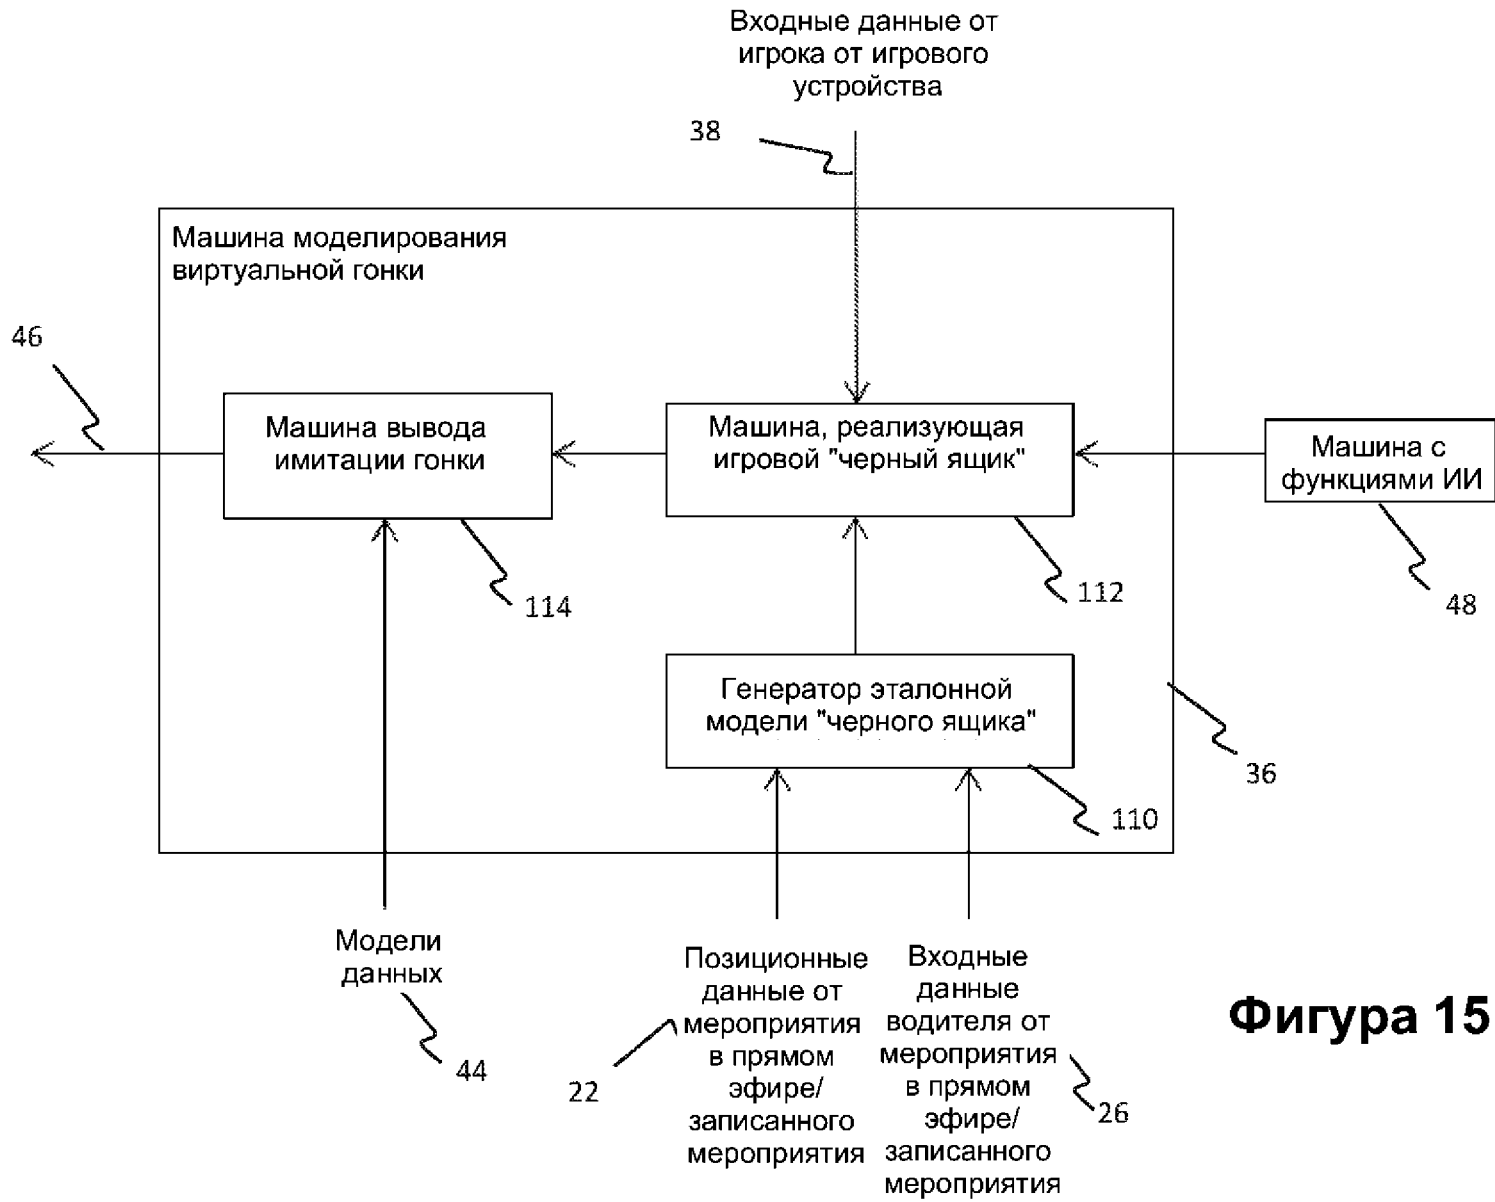 Входные данные от
игрока от игрового
устройства
38
Машина моделирования
виртуальной гонки
46
Машина вывода
имитации гонки
Машина, реализующая
игровой "черный ящик"
Машина с
функциями ИИ
114
112
48
Генератор эталонной
модели "черного ящика"
36
110
Модели
данных
44
Позиционные
данные от
мероприятия
в прямом
эфире/
записанного
мероприятия
22
Входные
данные
водителя от
мероприятия
в прямом
эфире/
записанного
мероприятия
26
Фигура 15